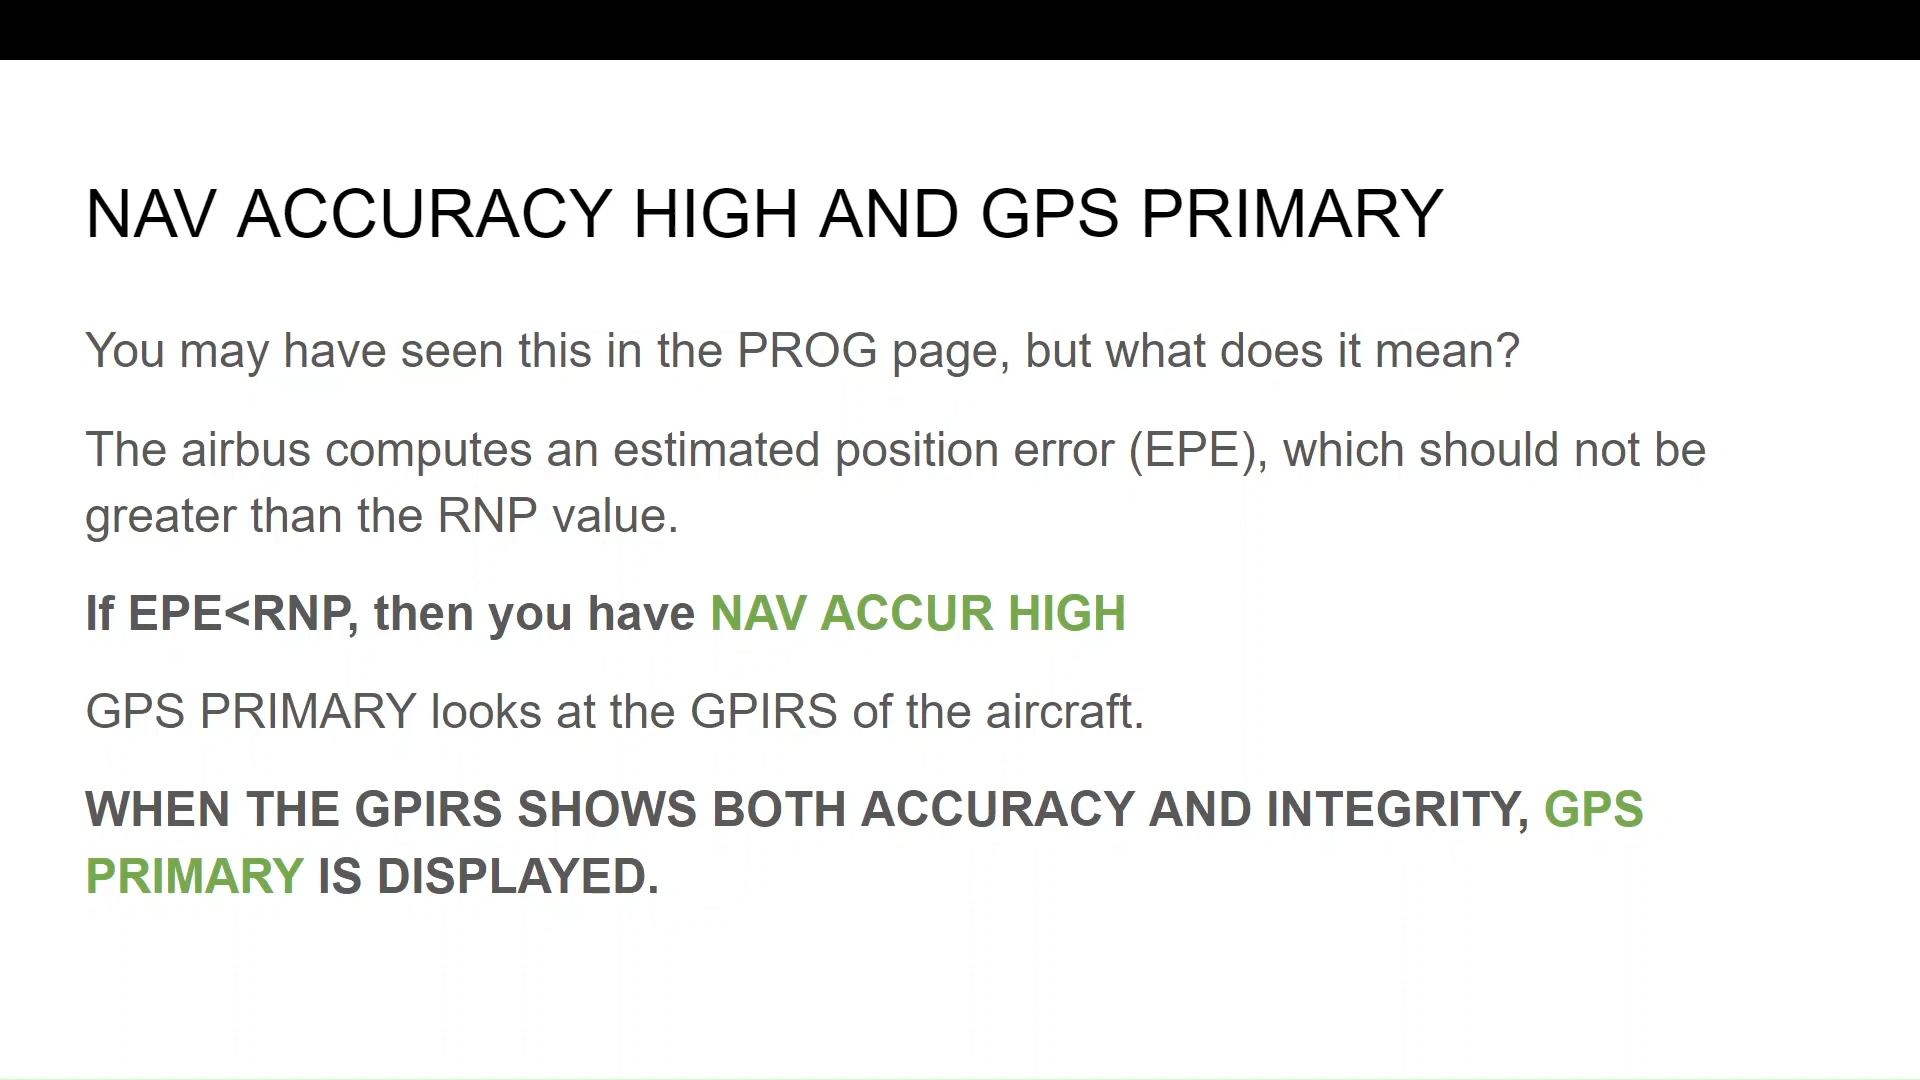 NAV ACCURACY HIGH AND GPS PRIMARY
You may have seen this in the PROG page, but what does it mean?
The airbus computes an estimated position error (EPE), which should not be
greater than the RNP value.
If EPE<RNP, then you have NAV ACCUR HIGH
GPS PRIMARY looks at the GPIRS of the aircraft.
WHEN THE GPIRS SHOWS BOTH ACCURACY AND INTEGRITY, GPS
PRIMARY IS DISPLAYED.